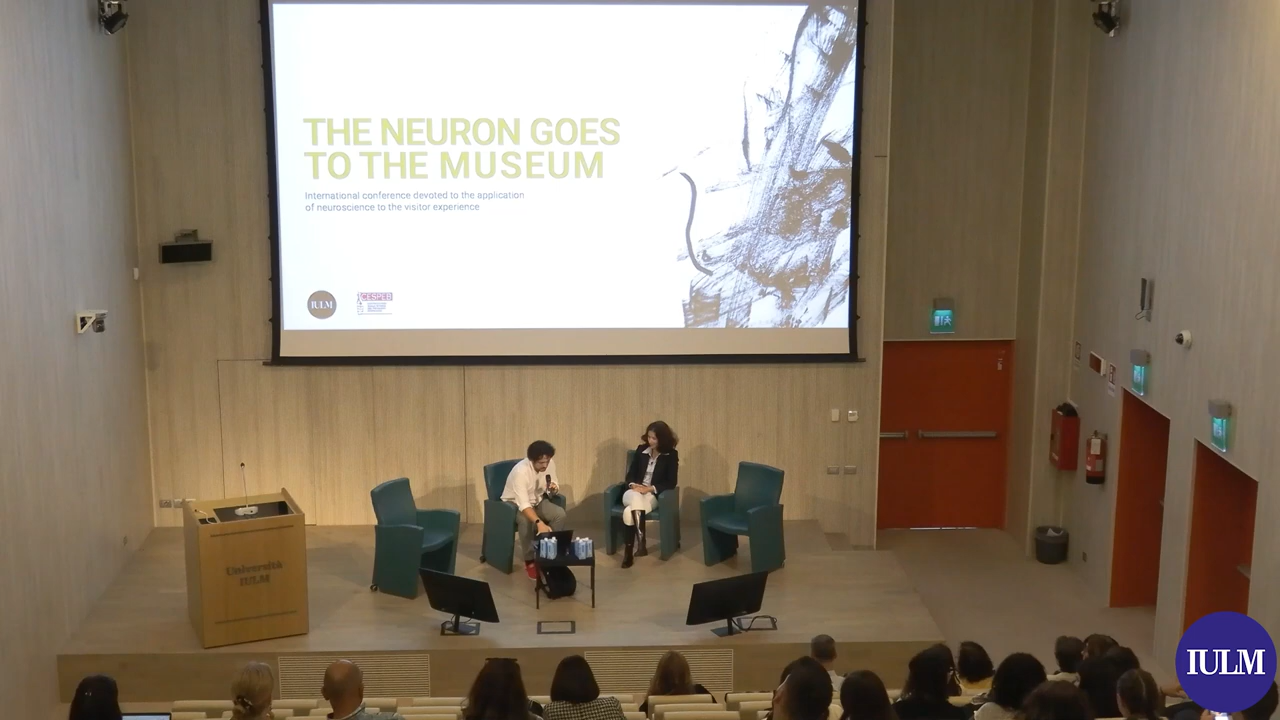 THE NEURON GOES
TO THE MUSEUM
International conference devoted to the application
of neuroscience to the visitor experience
IULM
CESPEB
Università
IULM
IULM